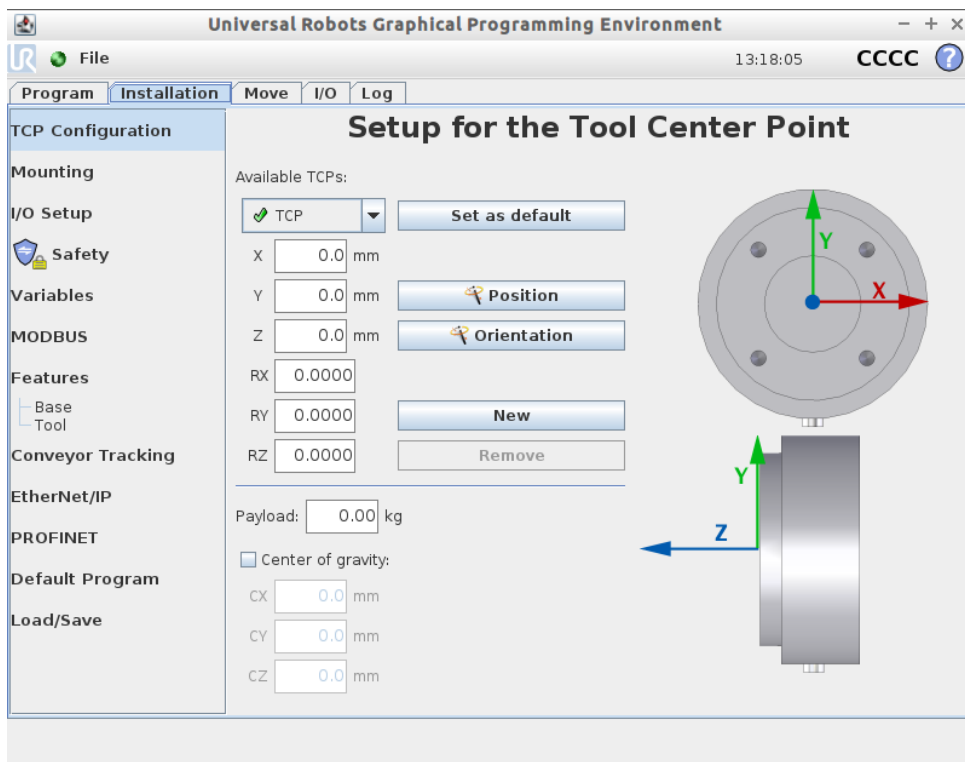 Universal Robots Graphical Programming Environment
UR File 13:18:05 CCCC ?
Program Installation Move I/O Log
TCP Configuration
Mounting
I/O Setup
Safety
Variables
MODBUS
Features
Base
Tool
Conveyor Tracking
EtherNet/IP
PROFINET
Default Program
Load/Save
Setup for the Tool Center Point
Available TCPs:
TCP Set as default
X 0.0 mm
Y 0.0 mm Position
Z 0.0 mm Orientation
RX 0.0000
RY 0.0000 New
RZ 0.0000 Remove
Payload: 0.00 kg
Center of gravity:
CX 0.0 mm
CY 0.0 mm
CZ 0.0 mm
Y
X
Y
Z